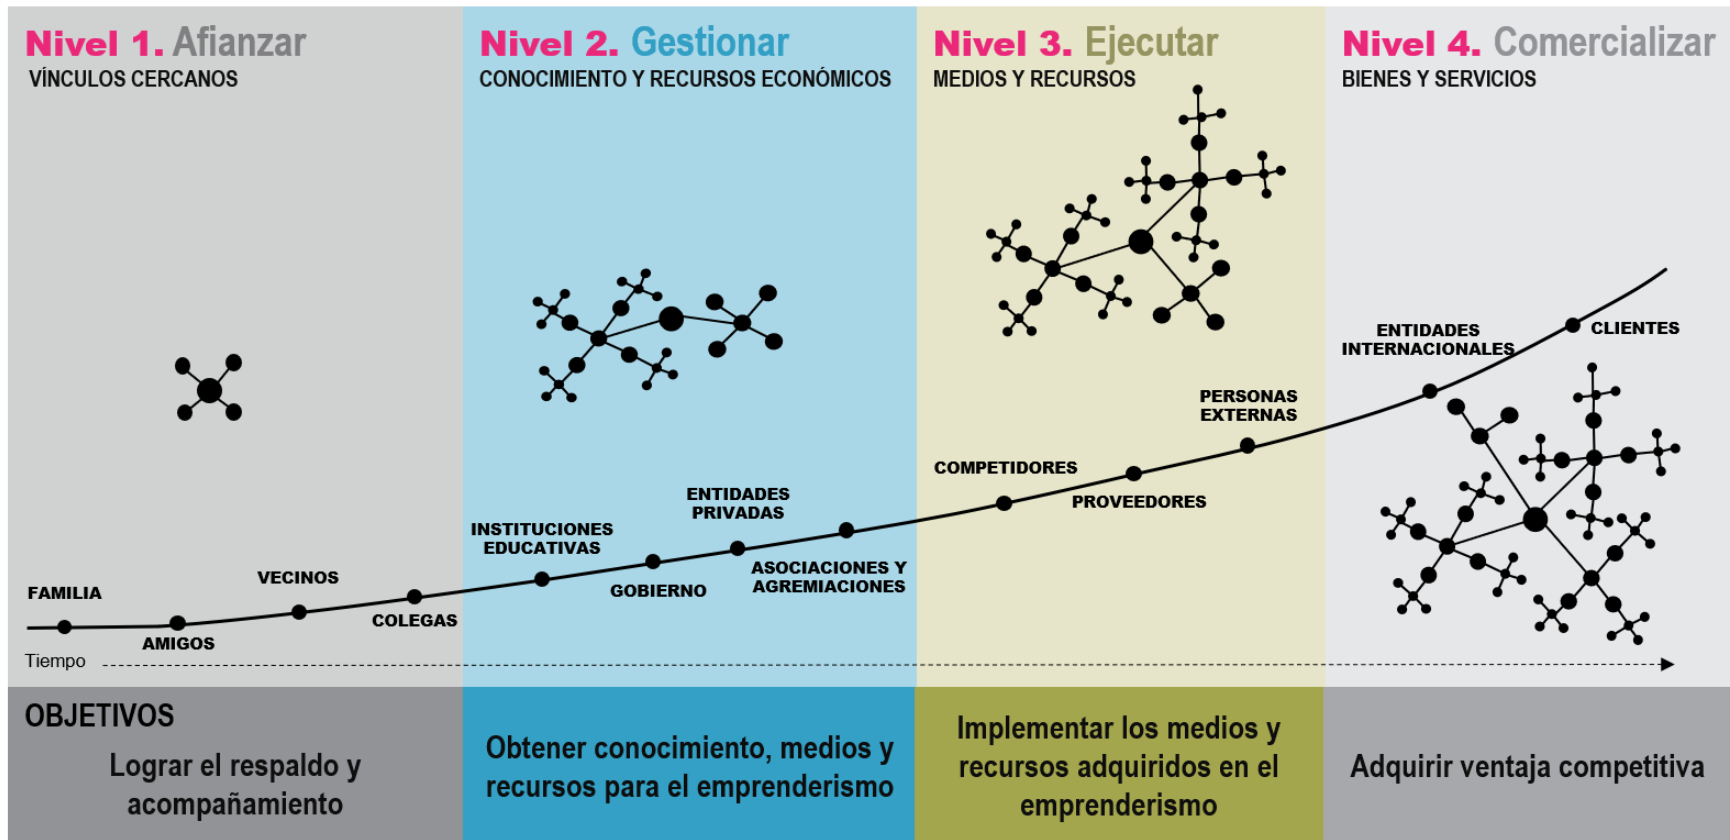 Nivel 1. Afianzar
VÍNCULOS CERCANOS
Nivel 2. Gestionar
CONOCIMIENTO Y RECURSOS ECONÓMICOS
Nivel 3. Ejecutar
MEDIOS Y RECURSOS
Nivel 4. Comercializar
BIENES Y SERVICIOS
FAMILIA
AMIGOS
VECINOS
COLEGAS
INSTITUCIONES
EDUCATIVAS
GOBIERNO
ENTIDADES
PRIVADAS
ASOCIACIONES Y
AGREMIACIONES
COMPETIDORES
PROVEEDORES
PERSONAS
EXTERNAS
ENTIDADES
INTERNACIONALES
CLIENTES
Tiempo
OBJETIVOS
Lograr el respaldo y
acompañamiento
Obtener conocimiento, medios y
recursos para el emprenderismo
Implementar los medios y
recursos adquiridos en el
emprenderismo
Adquirir ventaja competitiva